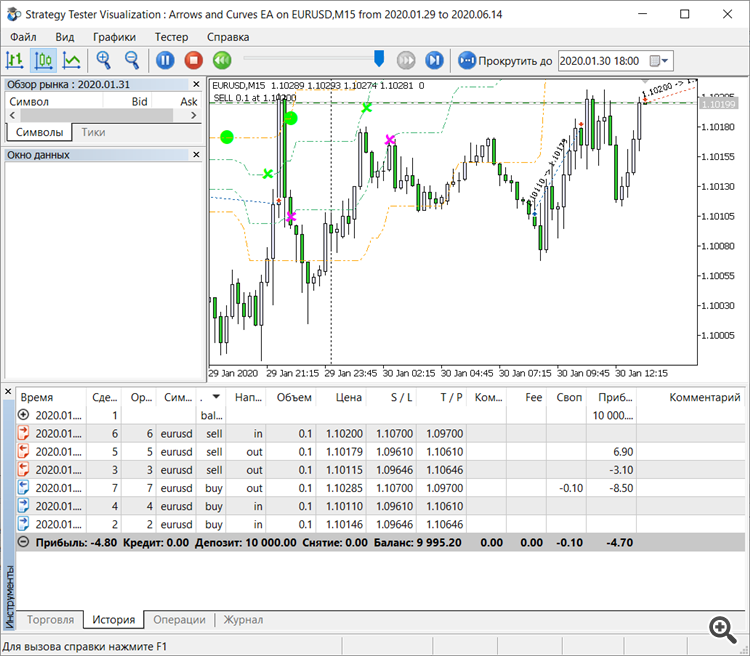 Strategy Tester Visualization : Arrows and Curves EA on EURUSD,M15 from 2020.01.29 to 2020.06.14
Файл Вид Графики Тестер Справка
Прокрутить до 2020.01.30 18:00
Обзор рынка : 2020.01.31
Символ Bid Ask
Символы Тики
Окно данных
EURUSD,M15 1.10289 1.10293 1.10274 1.10281 0
SELL 0.1 at 1.10200
1.10200 -> 1.
1.10110 -> 1.10179
1.10205
1.10199
1.10180
1.10155
1.10130
1.10105
1.10080
1.10055
1.10030
1.10005
29 Jan 2020 29 Jan 21:15 29 Jan 23:45 30 Jan 02:15 30 Jan 04:45 30 Jan 07:15 30 Jan 09:45 30 Jan 12:15
Время Сде... Ор... Сим... . Нап... Объем Цена S / L T / P Ком... Fee Своп Приб... Комментарий
2020.01.... 1 bal... 10 000....
2020.01.... 6 6 eurusd sell in 0.1 1.10200 1.10700 1.09700
2020.01.... 5 5 eurusd sell out 0.1 1.10179 1.09610 1.10610 6.90
2020.01.... 3 3 eurusd sell out 0.1 1.10115 1.09646 1.10646 -3.10
2020.01.... 7 7 eurusd buy out 0.1 1.10285 1.10700 1.09700 -0.10 -8.50
2020.01.... 4 4 eurusd buy in 0.1 1.10110 1.09610 1.10610
2020.01.... 2 2 eurusd buy in 0.1 1.10146 1.09646 1.10646
Прибыль: -4.80 Кредит: 0.00 Депозит: 10 000.00 Снятие: 0.00 Баланс: 9 995.20 0.00 0.00 -0.10 -4.70
Инструменты
Торговля История Операции Журнал
Для вызова справки нажмите F1